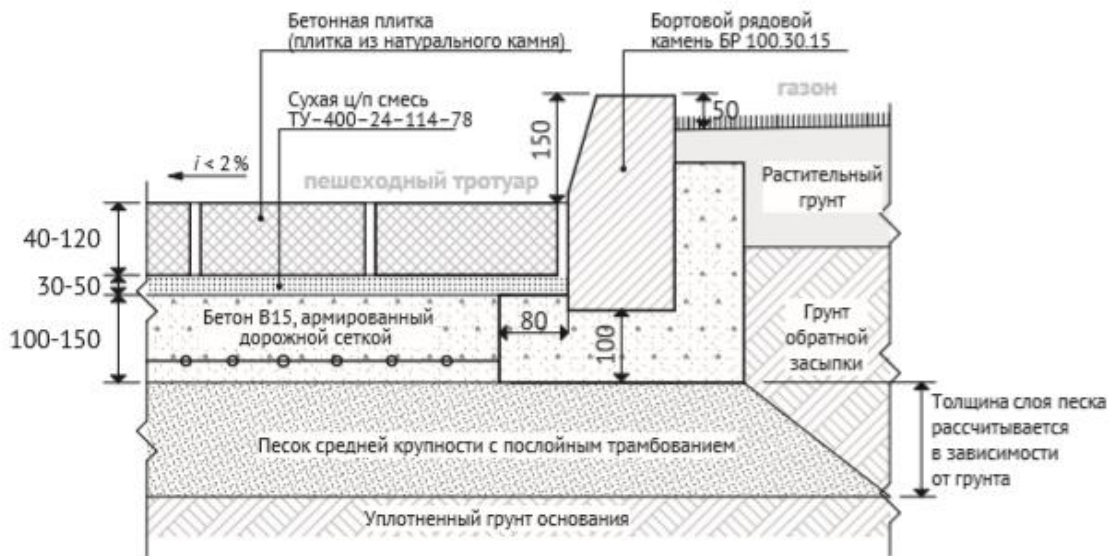 Бетонная плитка
(плитка из натурального камня)
Бортовой рядовой
камень БР 100.30.15
Сухая ц/п смесь
ТУ-400-24-114-78
газон
50
150
i < 2 %
пешеходный тротуар
Растительный
грунт
40-120
30-50
100-150
Бетон В15, армированный
дорожной сеткой
80
100
Грунт
обратной
засыпки
Толщина слоя песка
рассчитывается
в зависимости
от грунта
Песок средней крупности с послойным трамбованием
Уплотненный грунт основания